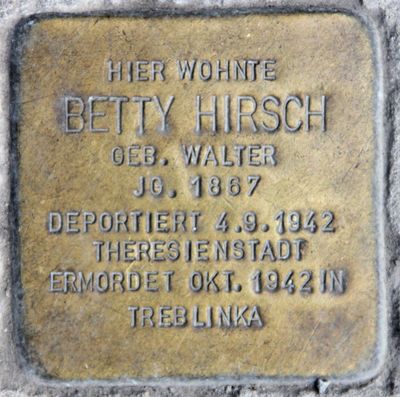 HIER WOHNTE
BETTY HIRSCH
GEB. WALTER
JG. 1867
DEPORTIERT 4.9.1942
THERESIENSTADT
ERMORDET OKT. 1942 IN
TREBLINKA